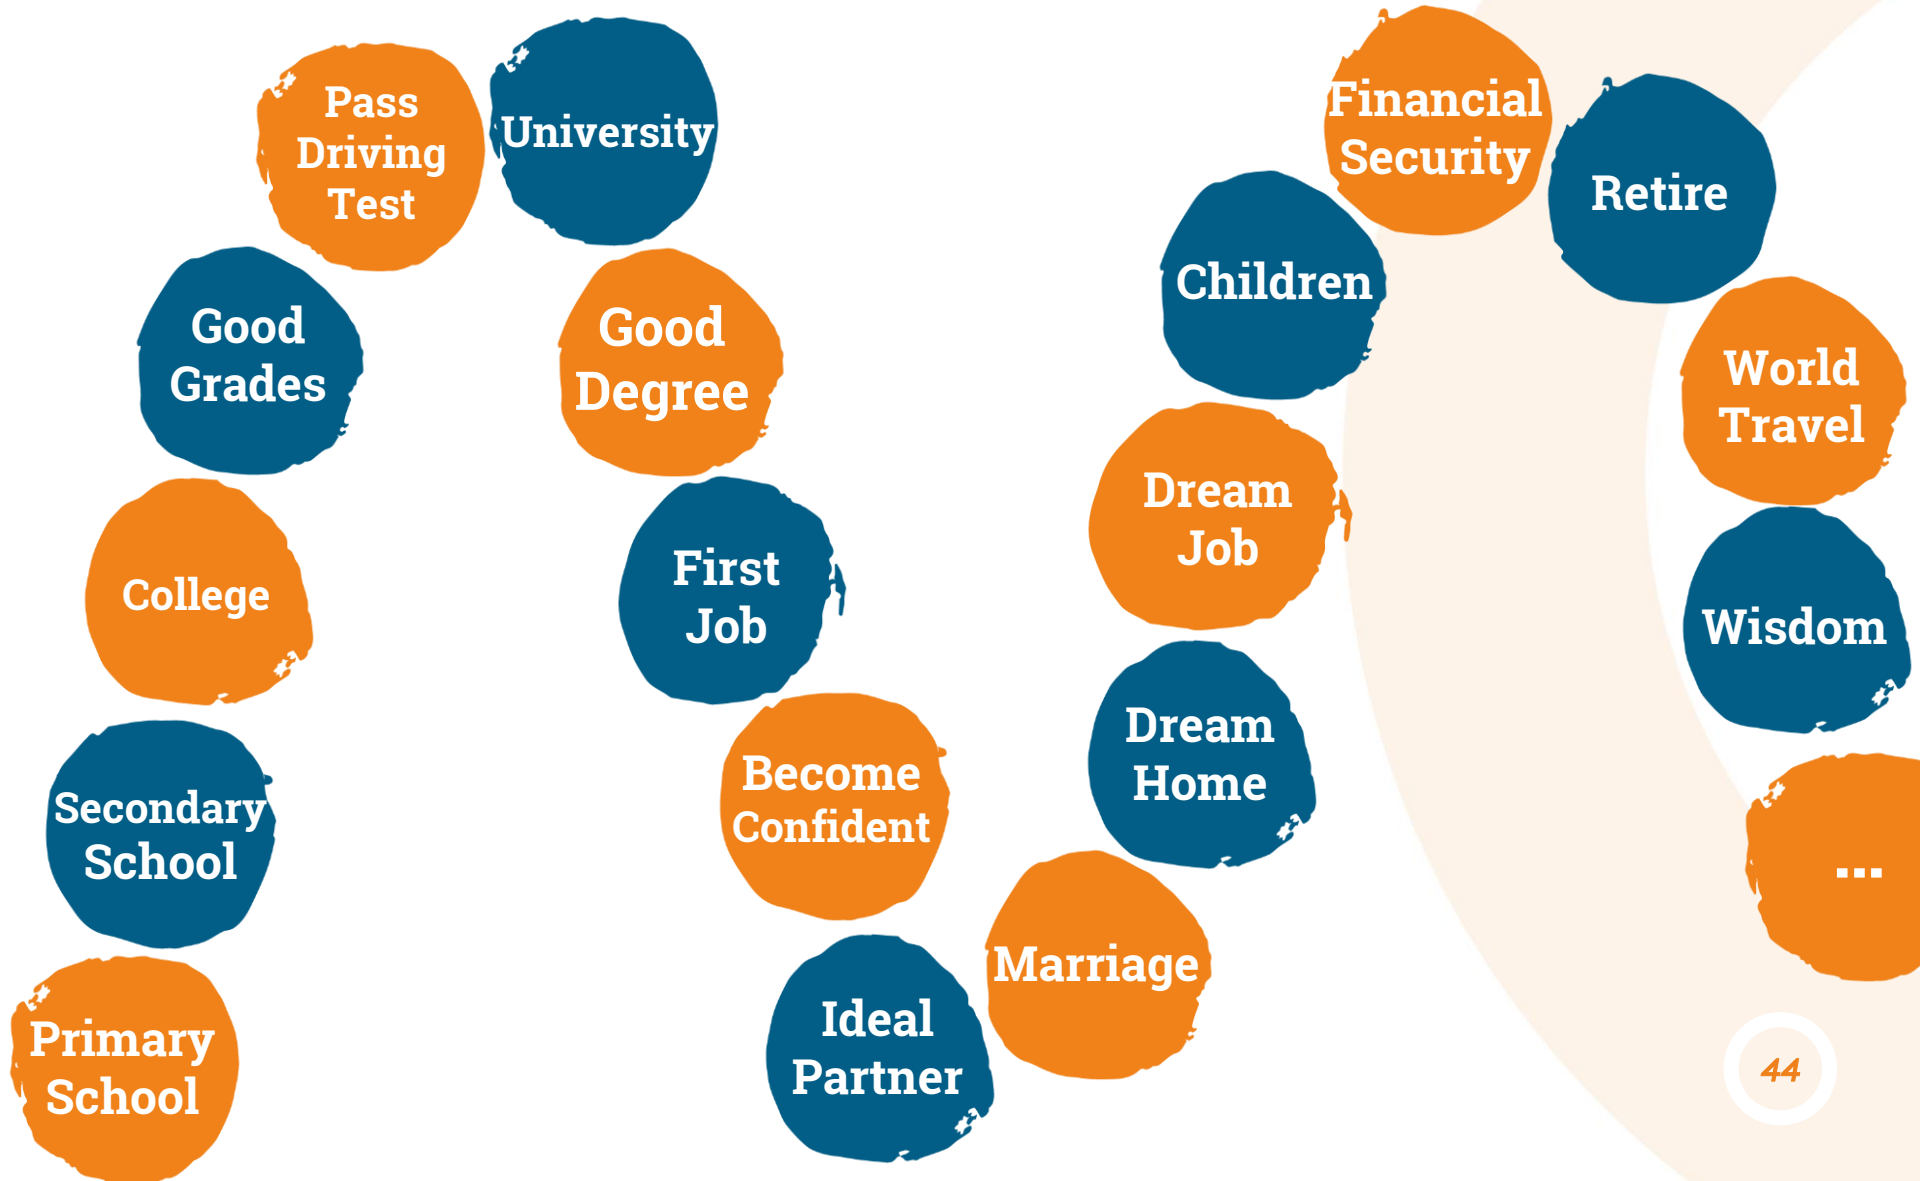 Primary
School
Secondary
School
College
Good
Grades
Pass
Driving
Test
University
Good
Degree
First
Job
Become
Confident
Ideal
Partner
Marriage
Dream
Home
Dream
Job
Children
Financial
Security
Retire
World
Travel
Wisdom
...
44